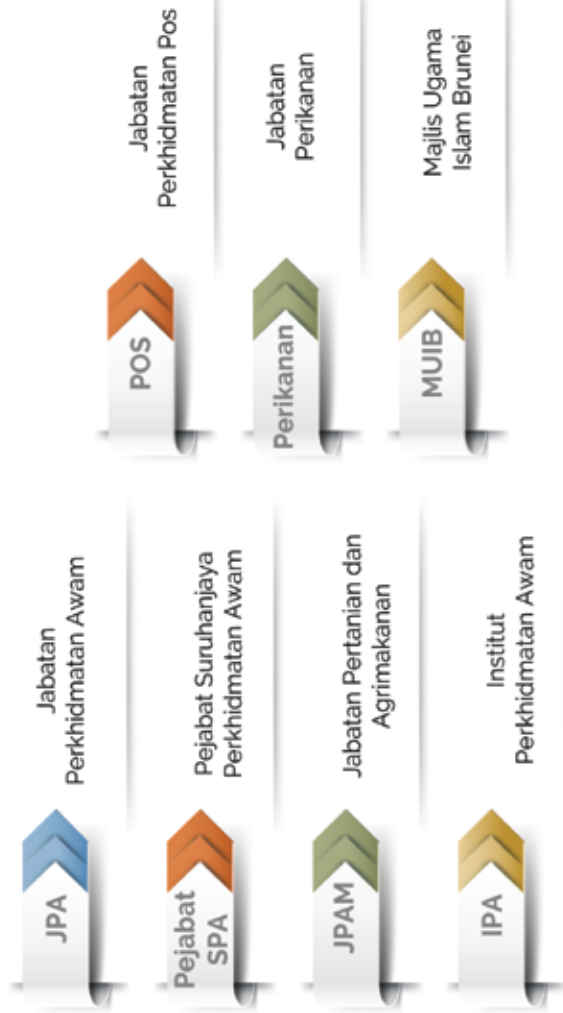 JPA
Jabatan
Perkhidmatan Awam
Pejabat
SPA
Pejabat Suruhanjaya
Perkhidmatan Awam
JPAM
Jabatan Pertanian dan
Agrimakanan
IPA
Institut
Perkhidmatan Awam
POS
Jabatan
Perkhidmatan Pos
Perikanan
Jabatan
Perikanan
MUIB
Majlis Ugama
Islam Brunei